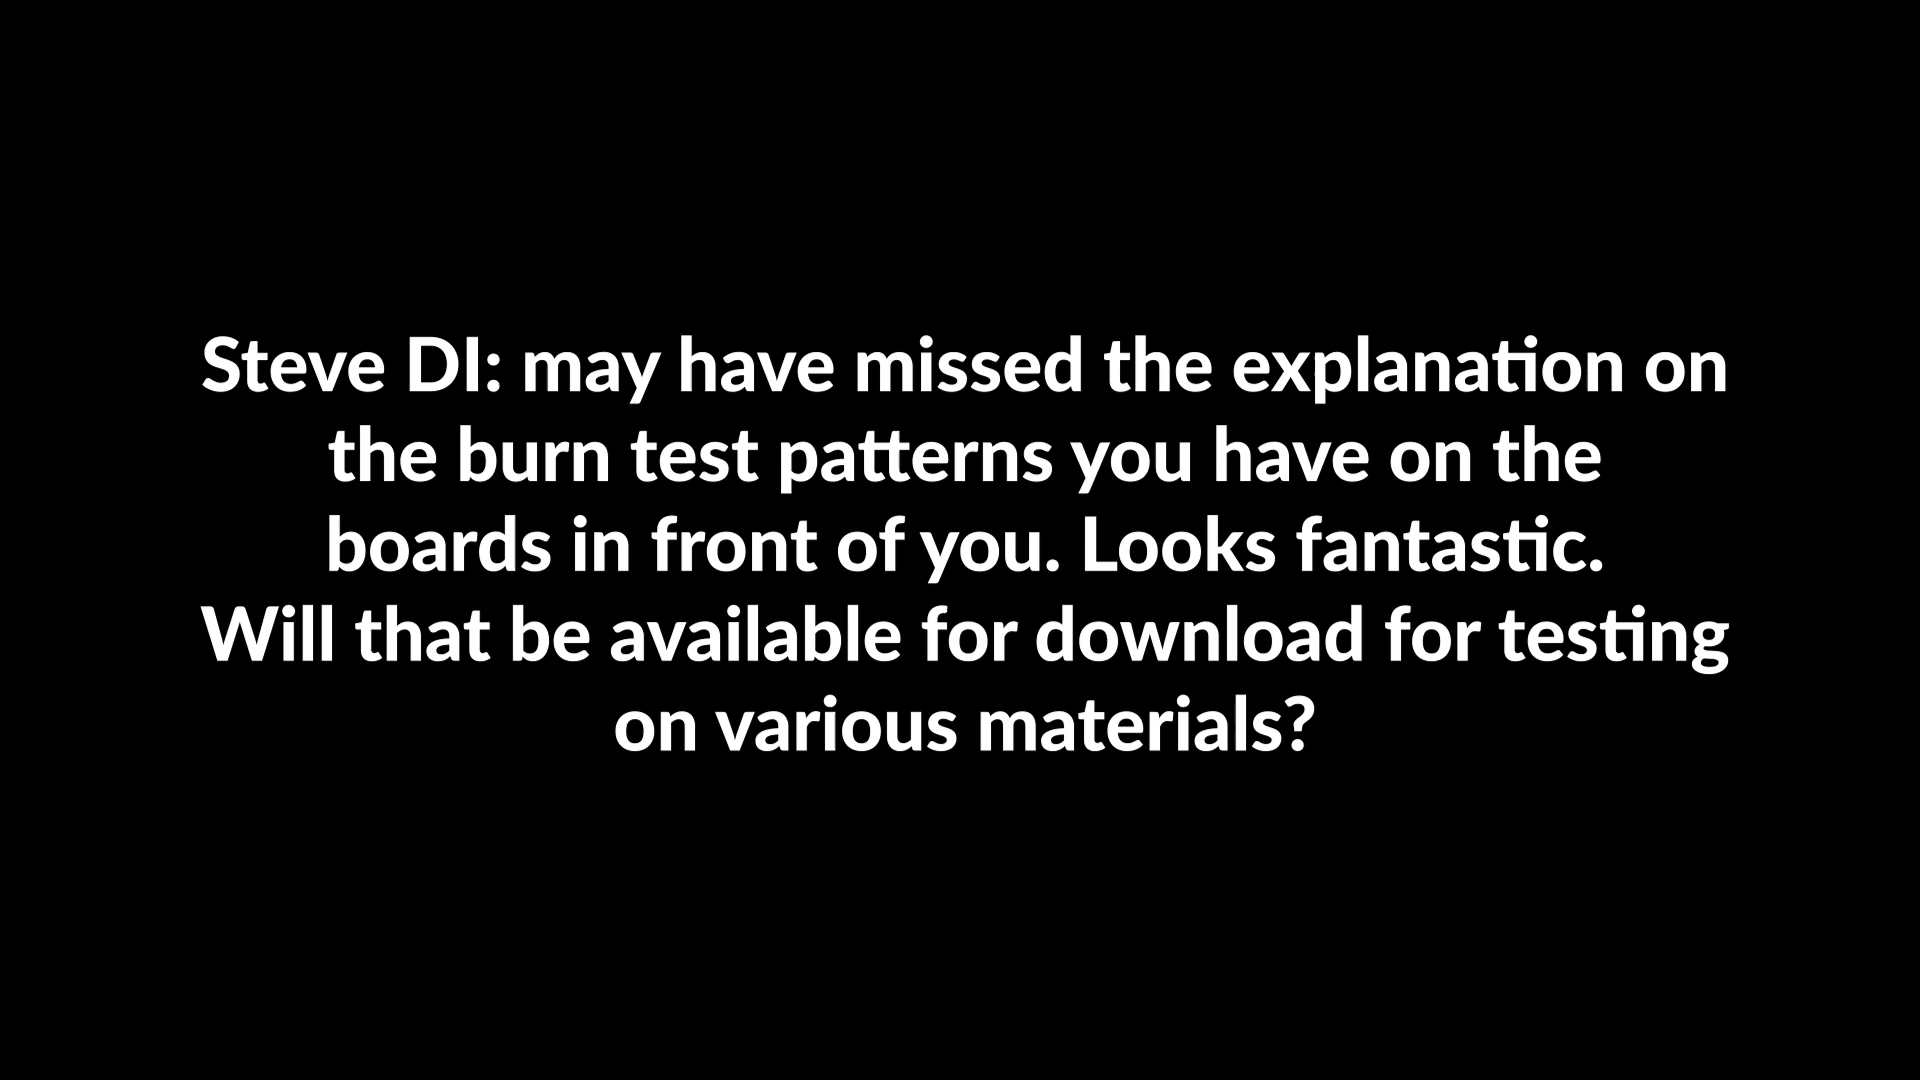 Steve DI: may have missed the explanation on
the burn test patterns you have on the
boards in front of you. Looks fantastic.
Will that be available for download for testing
on various materials?